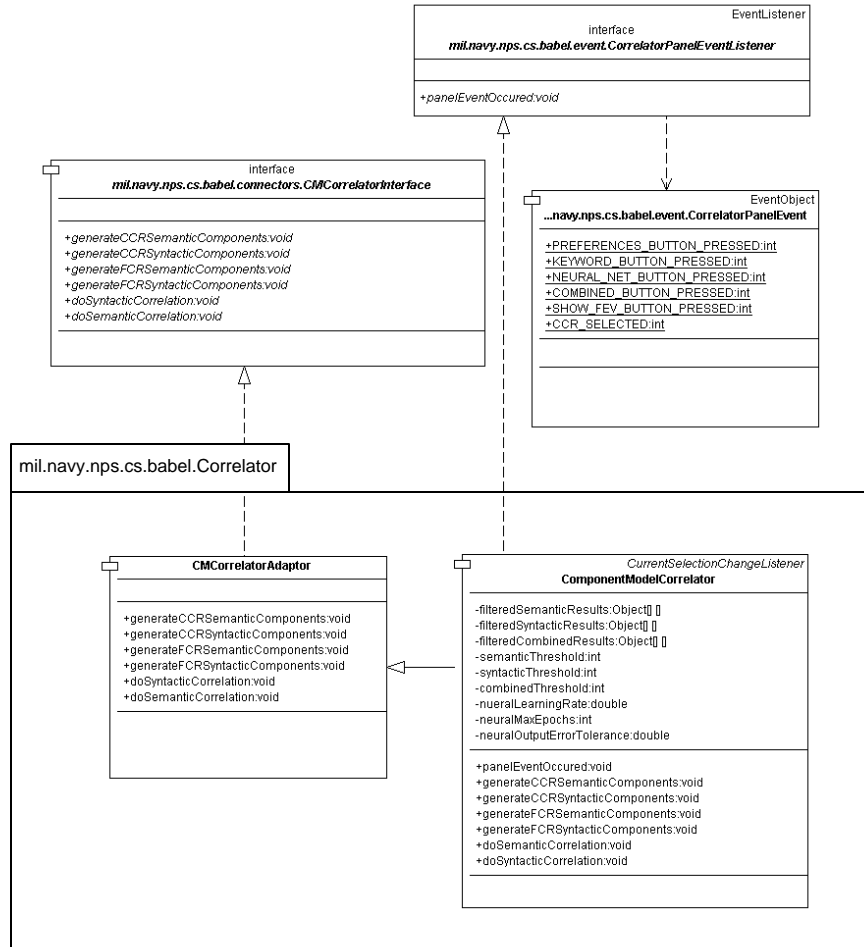 EventListener
interface
mil.navy.nps.cs.babel.event.CorrelatorPanelEventListener
+panelEventOccured:void
interface
mil.navy.nps.cs.babel.connectors.CMCorrelatorInterface
+generateCCRSemanticComponents:void
+generateCCRSyntacticComponents:void
+generateFCRSemanticComponents:void
+generateFCRSyntacticComponents:void
+doSyntacticCorrelation:void
+doSemanticCorrelation:void
EventObject
...navy.nps.cs.babel.event.CorrelatorPanelEvent
+PREFERENCES_BUTTON_PRESSED:int
+KEYWORD_BUTTON_PRESSED:int
+NEURAL_NET_BUTTON_PRESSED:int
+COMBINED_BUTTON_PRESSED:int
+SHOW_FEV_BUTTON_PRESSED:int
+CCR_SELECTED:int
mil.navy.nps.cs.babel.Correlator
CMCorrelatorAdaptor
+generateCCRSemanticComponents:void
+generateCCRSyntacticComponents:void
+generateFCRSemanticComponents:void
+generateFCRSyntacticComponents:void
+doSyntacticCorrelation:void
+doSemanticCorrelation:void
CurrentSelectionChangeListener
ComponentModelCorrelator
-filteredSemanticResults:Object[] []
-filteredSyntacticResults:Object[] []
-filteredCombinedResults:Object[] []
-semanticThreshold:int
-syntacticThreshold:int
-combinedThreshold:int
-nueralLearningRate:double
-neuralMaxEpochs:int
-neuralOutputErrorTolerance:double
+panelEventOccured:void
+generateCCRSemanticComponents:void
+generateCCRSyntacticComponents:void
+generateFCRSemanticComponents:void
+generateFCRSyntacticComponents:void
+doSemanticCorrelation:void
+doSyntacticCorrelation:void